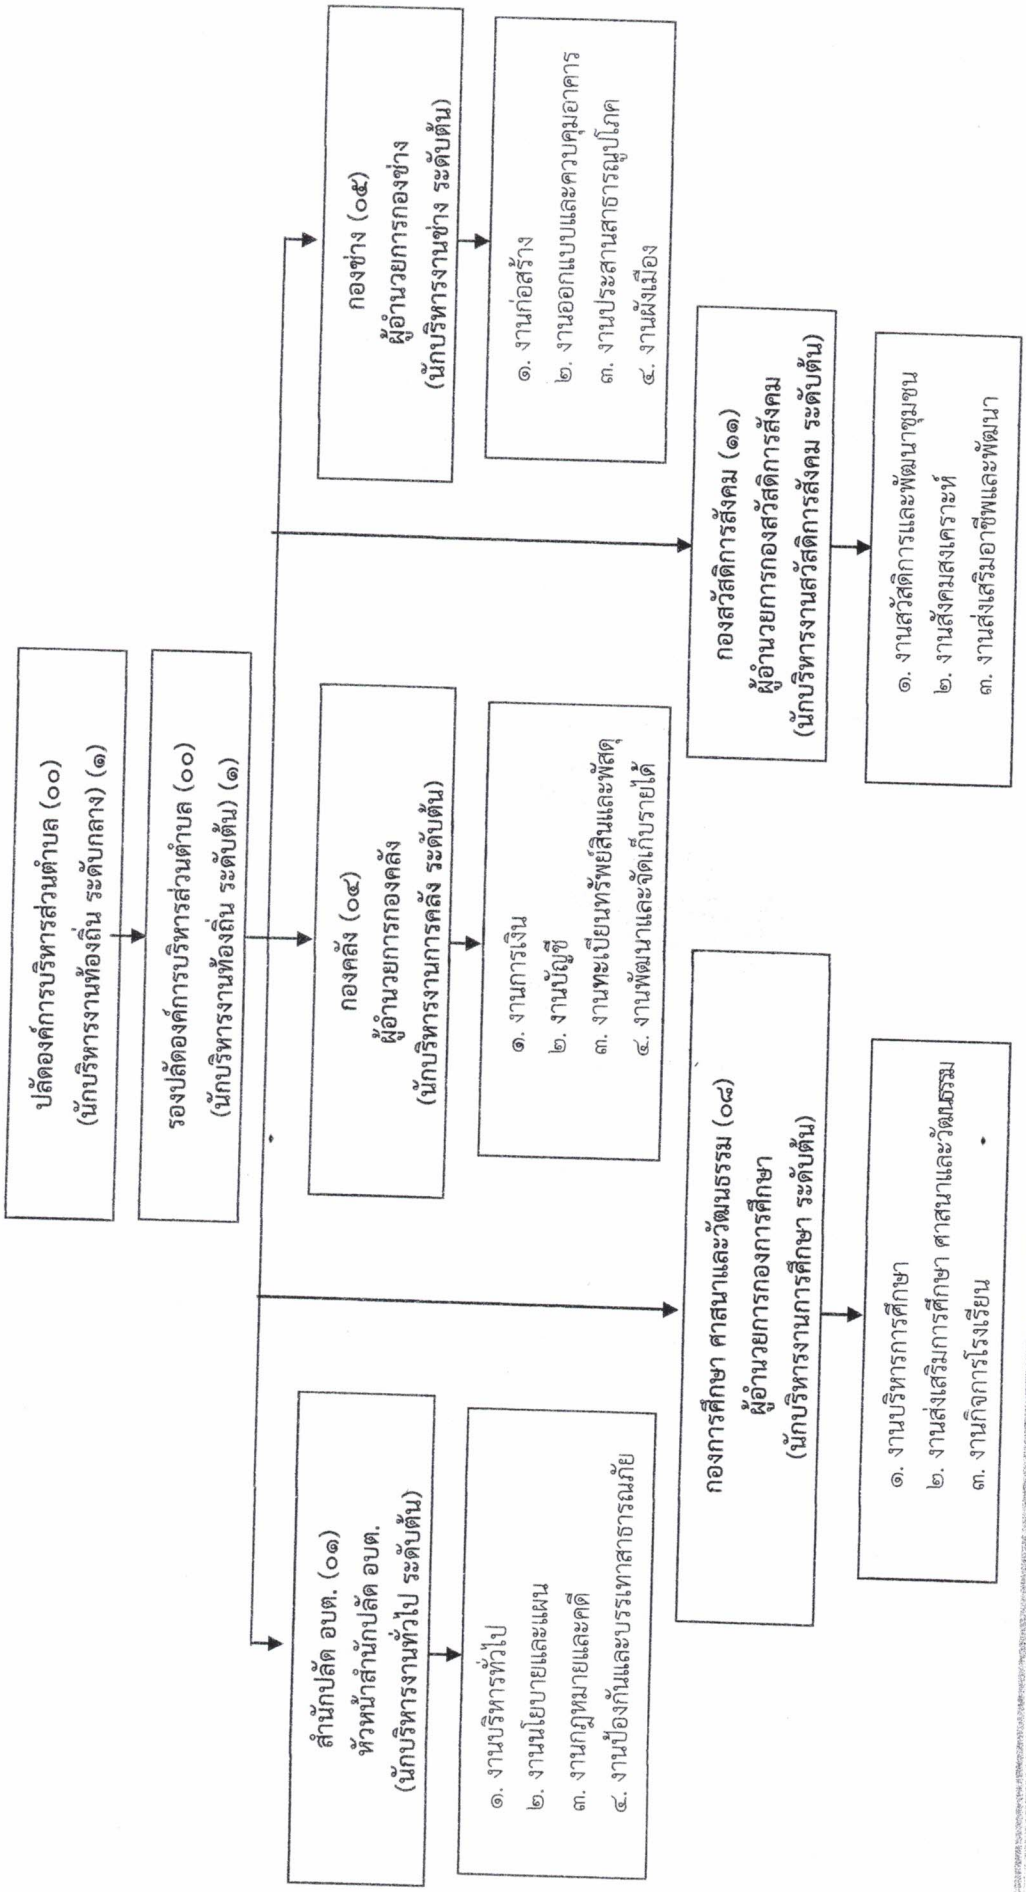 ปลัดองค์การบริหารส่วนตำบล (๐๐)
(นักบริหารงานท้องถิ่น ระดับกลาง) (๑)
รองปลัดองค์การบริหารส่วนตำบล (๐๐)
(นักบริหารงานท้องถิ่น ระดับต้น) (๑)
สำนักปลัด อบต. (๐๑)
หัวหน้าสำนักปลัด อบต.
(นักบริหารงานทั่วไป ระดับต้น)
๑. งานบริหารทั่วไป
๒. งานนโยบายและแผน
๓. งานกฎหมายและคดี
๔. งานป้องกันและบรรเทาสาธารณภัย
กองคลัง (๐๔)
ผู้อำนวยการกองคลัง
(นักบริหารงานการคลัง ระดับต้น)
๑. งานการเงิน
๒. งานบัญชี
๓. งานทะเบียนทรัพย์สินและพัสดุ
๔. งานพัฒนาและจัดเก็บรายได้
กองช่าง (๐๕)
ผู้อำนวยการกองช่าง
(นักบริหารงานช่าง ระดับต้น)
๑. งานก่อสร้าง
๒. งานออกแบบและควบคุมอาคาร
๓. งานประสานสาธารณูปโภค
๔. งานผังเมือง
กองการศึกษา ศาสนาและวัฒนธรรม (๐๘)
ผู้อำนวยการกองการศึกษา
(นักบริหารงานการศึกษา ระดับต้น)
๑. งานบริหารการศึกษา
๒. งานส่งเสริมการศึกษา ศาสนาและวัฒนธรรม
๓. งานกิจการโรงเรียน
กองสวัสดิการสังคม (๑๑)
ผู้อำนวยการกองสวัสดิการสังคม
(นักบริหารงานสวัสดิการสังคม ระดับต้น)
๑. งานสวัสดิการและพัฒนาชุมชน
๒. งานสังคมสงเคราะห์
๓. งานส่งเสริมอาชีพและพัฒนา